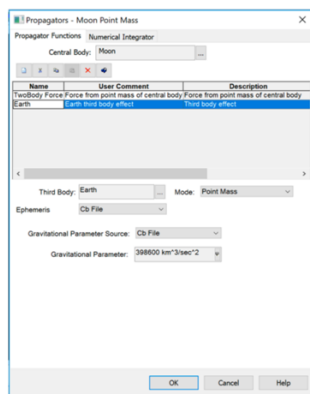 Propagators - Moon Point Mass
Propagator Functions Numerical Integrator
Central Body: Moon ...
Name User Comment Description
TwoBody Force Force from point mass of central body Force from point mass of central body
Earth Earth third body effect Third body effect
Third Body: Earth ... Mode: Point Mass
Ephemeris Cb File
Gravitational Parameter Source: Cb File
Gravitational Parameter: 398600 km^3/sec^2
OK Cancel Help